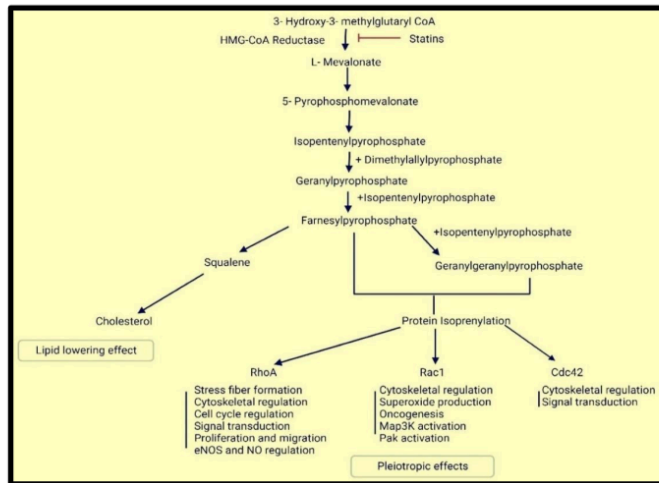 3- Hydroxy-3- methylglutaryl CoA
HMG-CoA Reductase
Statins
L- Mevalonate
5- Pyrophosphomevalonate
Isopentenylpyrophosphate
+ Dimethylallylpyrophosphate
Geranylpyrophosphate
+Isopentenylpyrophosphate
Farnesylpyrophosphate
+Isopentenylpyrophosphate
Squalene
Geranylgeranylpyrophosphate
Cholesterol
Protein Isoprenylation
Lipid lowering effect
RhoA
Stress fiber formation
Cytoskeletal regulation
Cell cycle regulation
Signal transduction
Proliferation and migration
eNOS and NO regulation
Rac1
Cytoskeletal regulation
Superoxide production
Oncogenesis
Map3K activation
Pak activation
Cdc42
Cytoskeletal regulation
Signal transduction
Pleiotropic effects